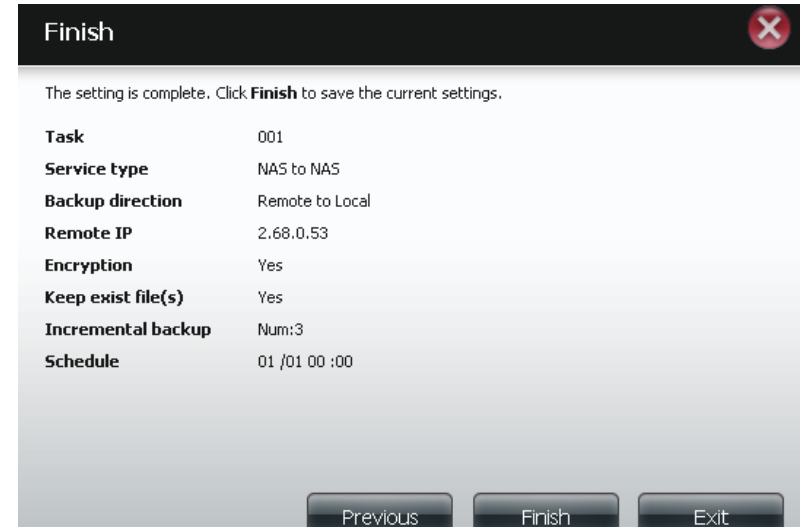 Finish
The setting is complete. Click Finish to save the current settings.
Task 001
Service type NAS to NAS
Backup direction Remote to Local
Remote IP 2.68.0.53
Encryption Yes
Keep exist file(s) Yes
Incremental backup Num:3
Schedule 01 /01 00 :00
Previous Finish Exit